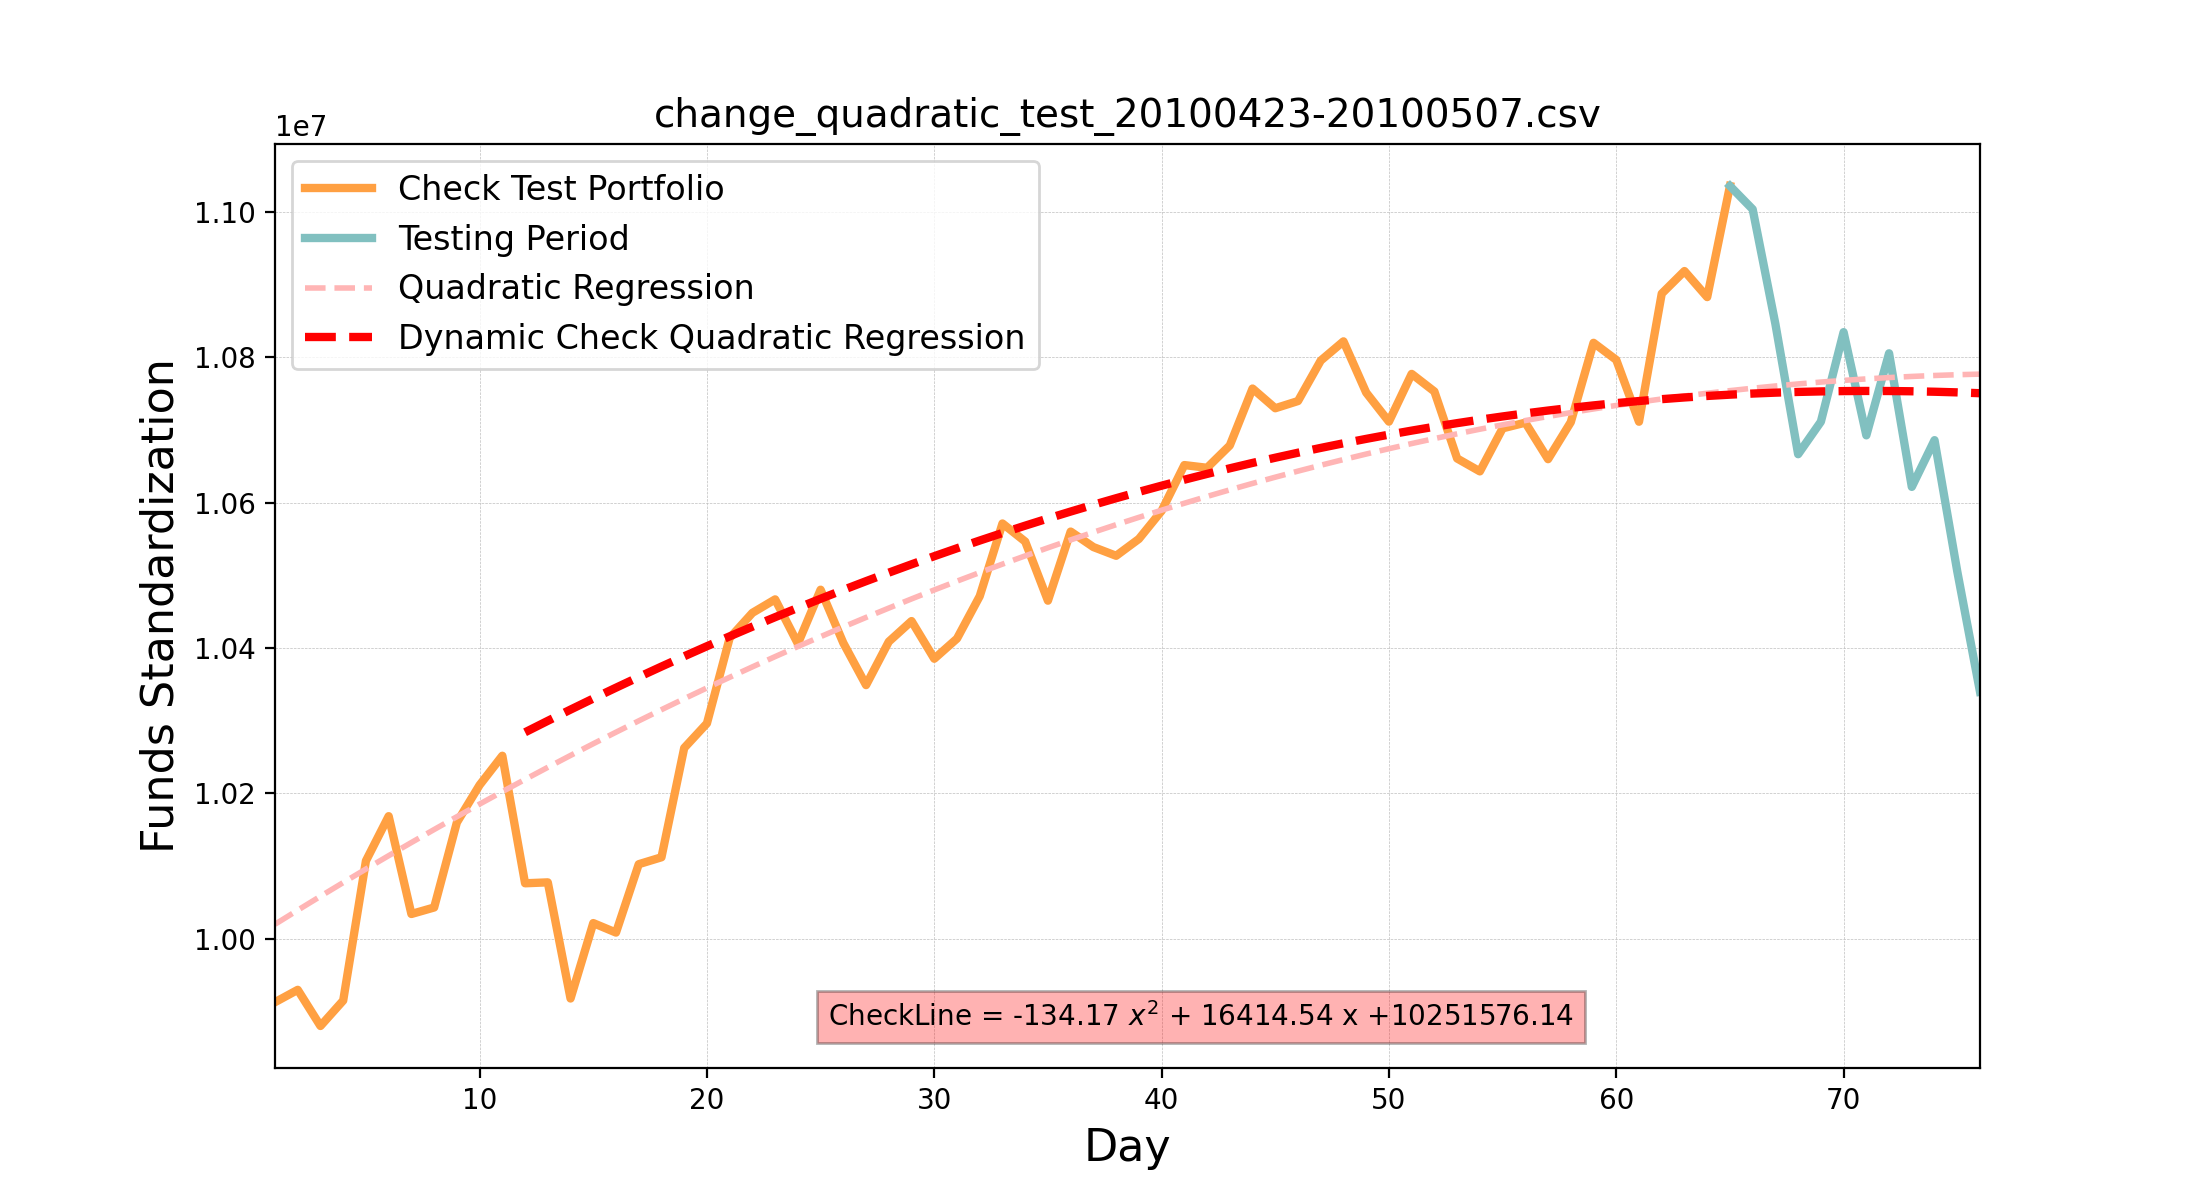 change_quadratic_test_20100423-20100507.csv
1e7
Check Test Portfolio
Testing Period
Quadratic Regression
Dynamic Check Quadratic Regression
Funds Standardization
1.10
1.08
1.06
1.04
1.02
1.00
CheckLine = -134.17 x² + 16414.54 x +10251576.14
10 20 30 40 50 60 70
Day